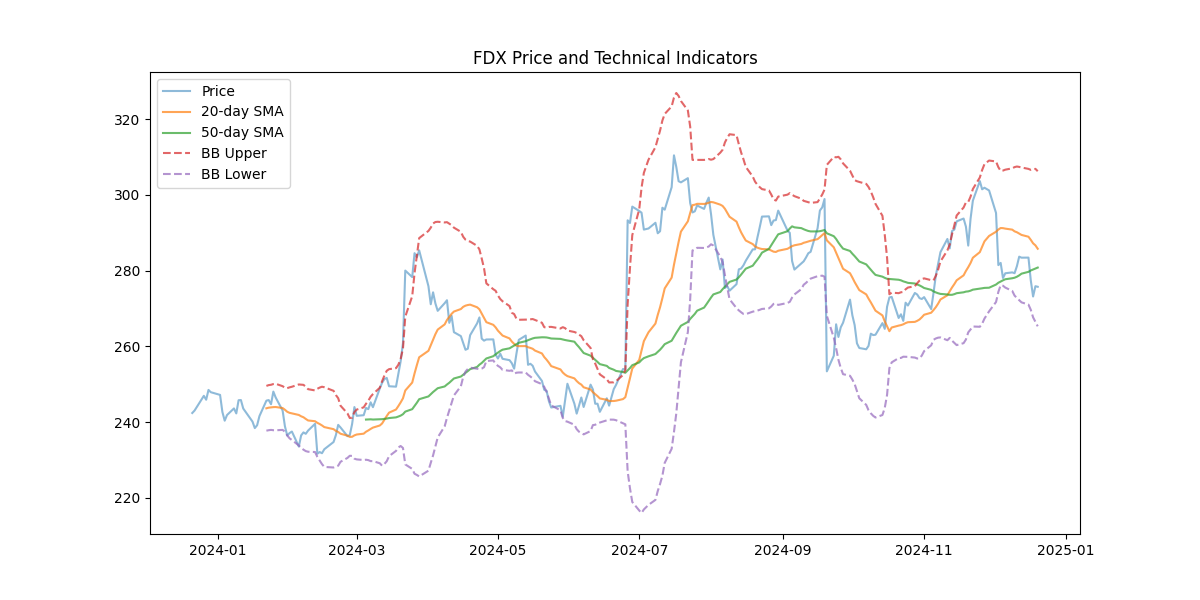 FDX Price and Technical Indicators
Price
20-day SMA
50-day SMA
BB Upper
BB Lower
320
300
280
260
240
220
2024-01
2024-03
2024-05
2024-07
2024-09
2024-11
2025-01